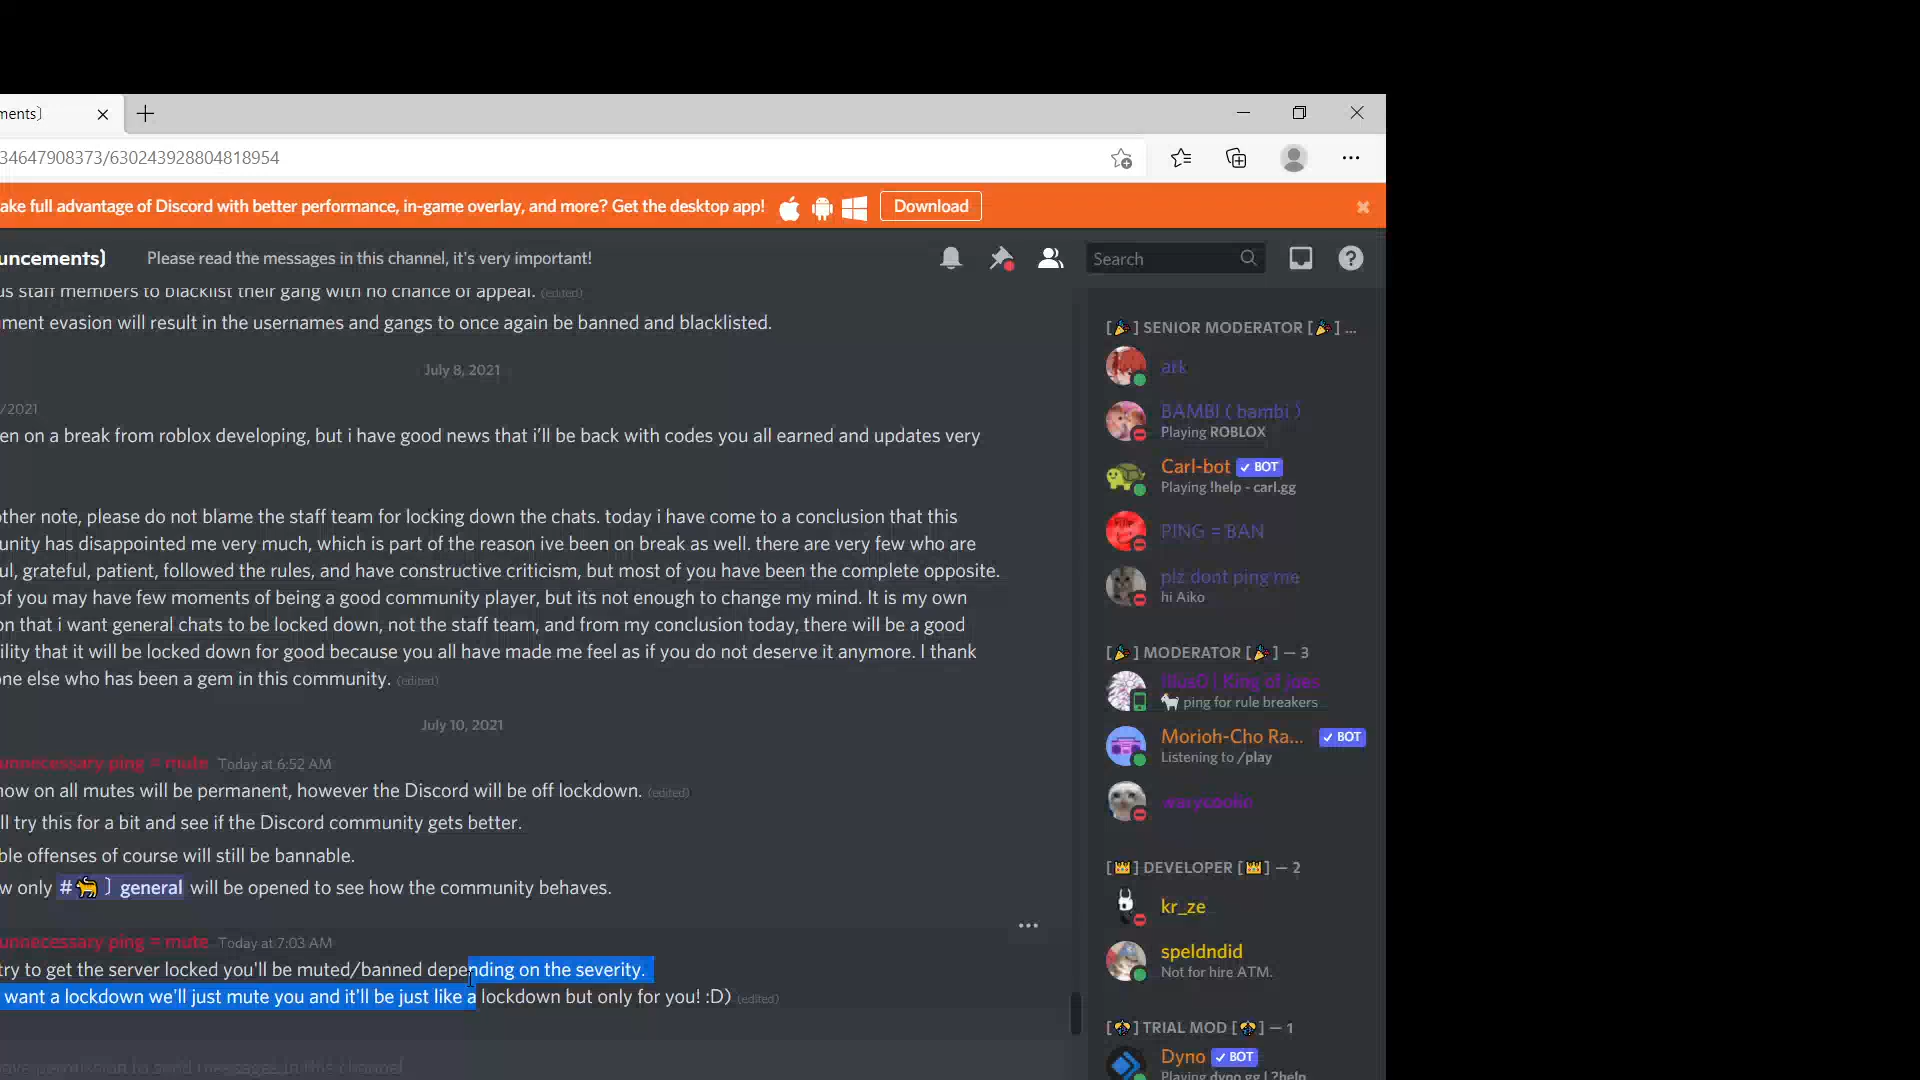 ments〕
34647908373/630243928804818954
ake full advantage of Discord with better performance, in-game overlay, and more? Get the desktop app!
Download
uncements〕
Please read the messages in this channel, it's very important!
Search
us staff members to blacklist their gang with no chance of appeal. (edited)
ment evasion will result in the usernames and gangs to once again be banned and blacklisted.
July 8, 2021
/2021
en on a break from roblox developing, but i have good news that i'll be back with codes you all earned and updates very
ther note, please do not blame the staff team for locking down the chats. today i have come to a conclusion that this
unity has disappointed me very much, which is part of the reason ive been on break as well. there are very few who are
ul, grateful, patient, followed the rules, and have constructive criticism, but most of you have been the complete opposite.
of you may have few moments of being a good community player, but its not enough to change my mind. It is my own
on that i want general chats to be locked down, not the staff team, and from my conclusion today, there will be a good
ility that it will be locked down for good because you all have made me feel as if you do not deserve it anymore. I thank
one else who has been a gem in this community. (edited)
July 10, 2021
unnecessary ping = mute Today at 6:52 AM
now on all mutes will be permanent, however the Discord will be off lockdown. (edited)
ll try this for a bit and see if the Discord community gets better.
ble offenses of course will still be bannable.
w only #🐈〕general will be opened to see how the community behaves.
unnecessary ping = mute Today at 7:03 AM
try to get the server locked you'll be muted/banned depending on the severity.
want a lockdown we'll just mute you and it'll be just like a lockdown but only for you! :D) (edited)
ave permission to send messages in this channel
[🎉] SENIOR MODERATOR [🎉] ...
ark
BAMBI ( bambi )
Playing ROBLOX
Carl-bot ✓ BOT
Playing !help - carl.gg
PING = BAN
plz dont ping me
hi Aiko
[🎉] MODERATOR [🎉] — 3
IllusO | King of joes
🐐 ping for rule breakers
Morioh-Cho Ra... ✓ BOT
Listening to /play
warycookie
[👑] DEVELOPER [👑] — 2
kr_ze
speldndid
Not for hire ATM.
TRIAL MOD — 1
Dyno ✓ BOT
Playing dyno.gg | ?help